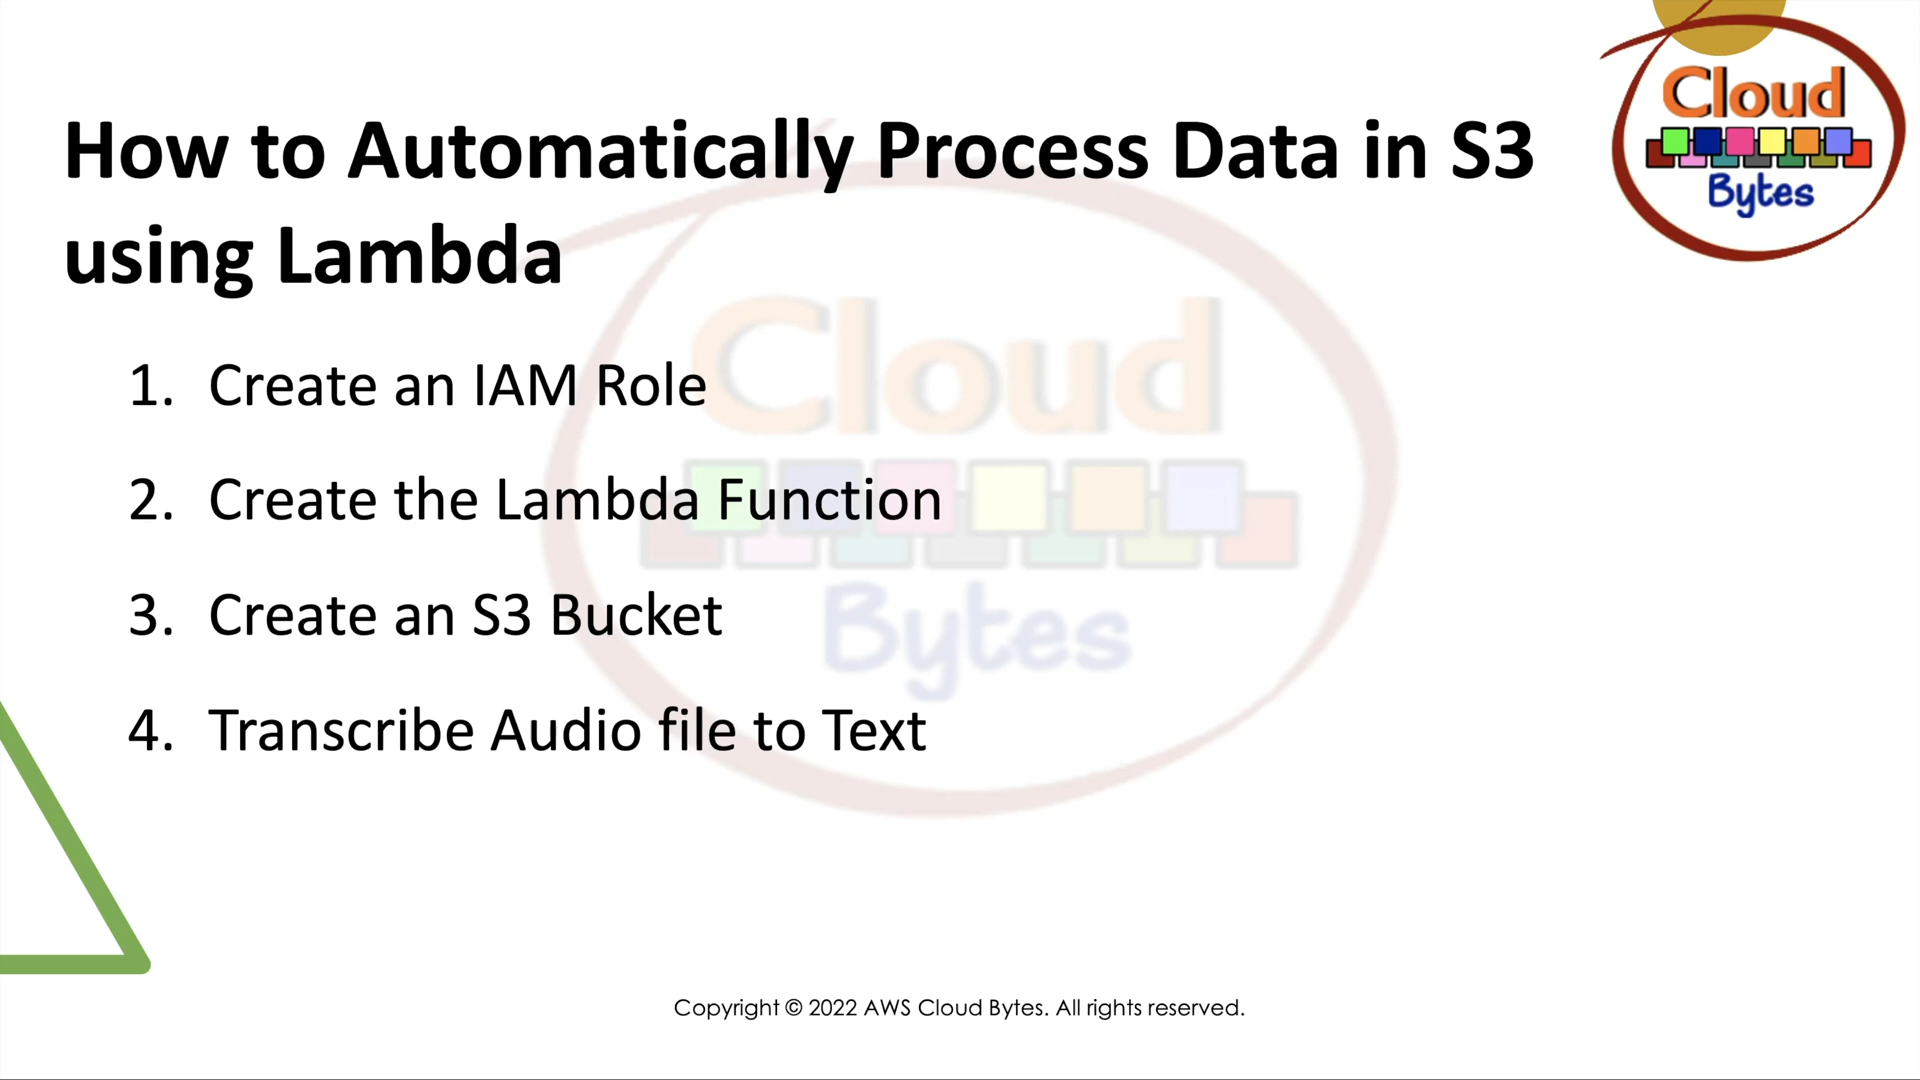 Cloud
Bytes
How to Automatically Process Data in S3
using Lambda
Cloud
Bytes
1. Create an IAM Role
2. Create the Lambda Function
3. Create an S3 Bucket
4. Transcribe Audio file to Text
Copyright © 2022 AWS Cloud Bytes. All rights reserved.